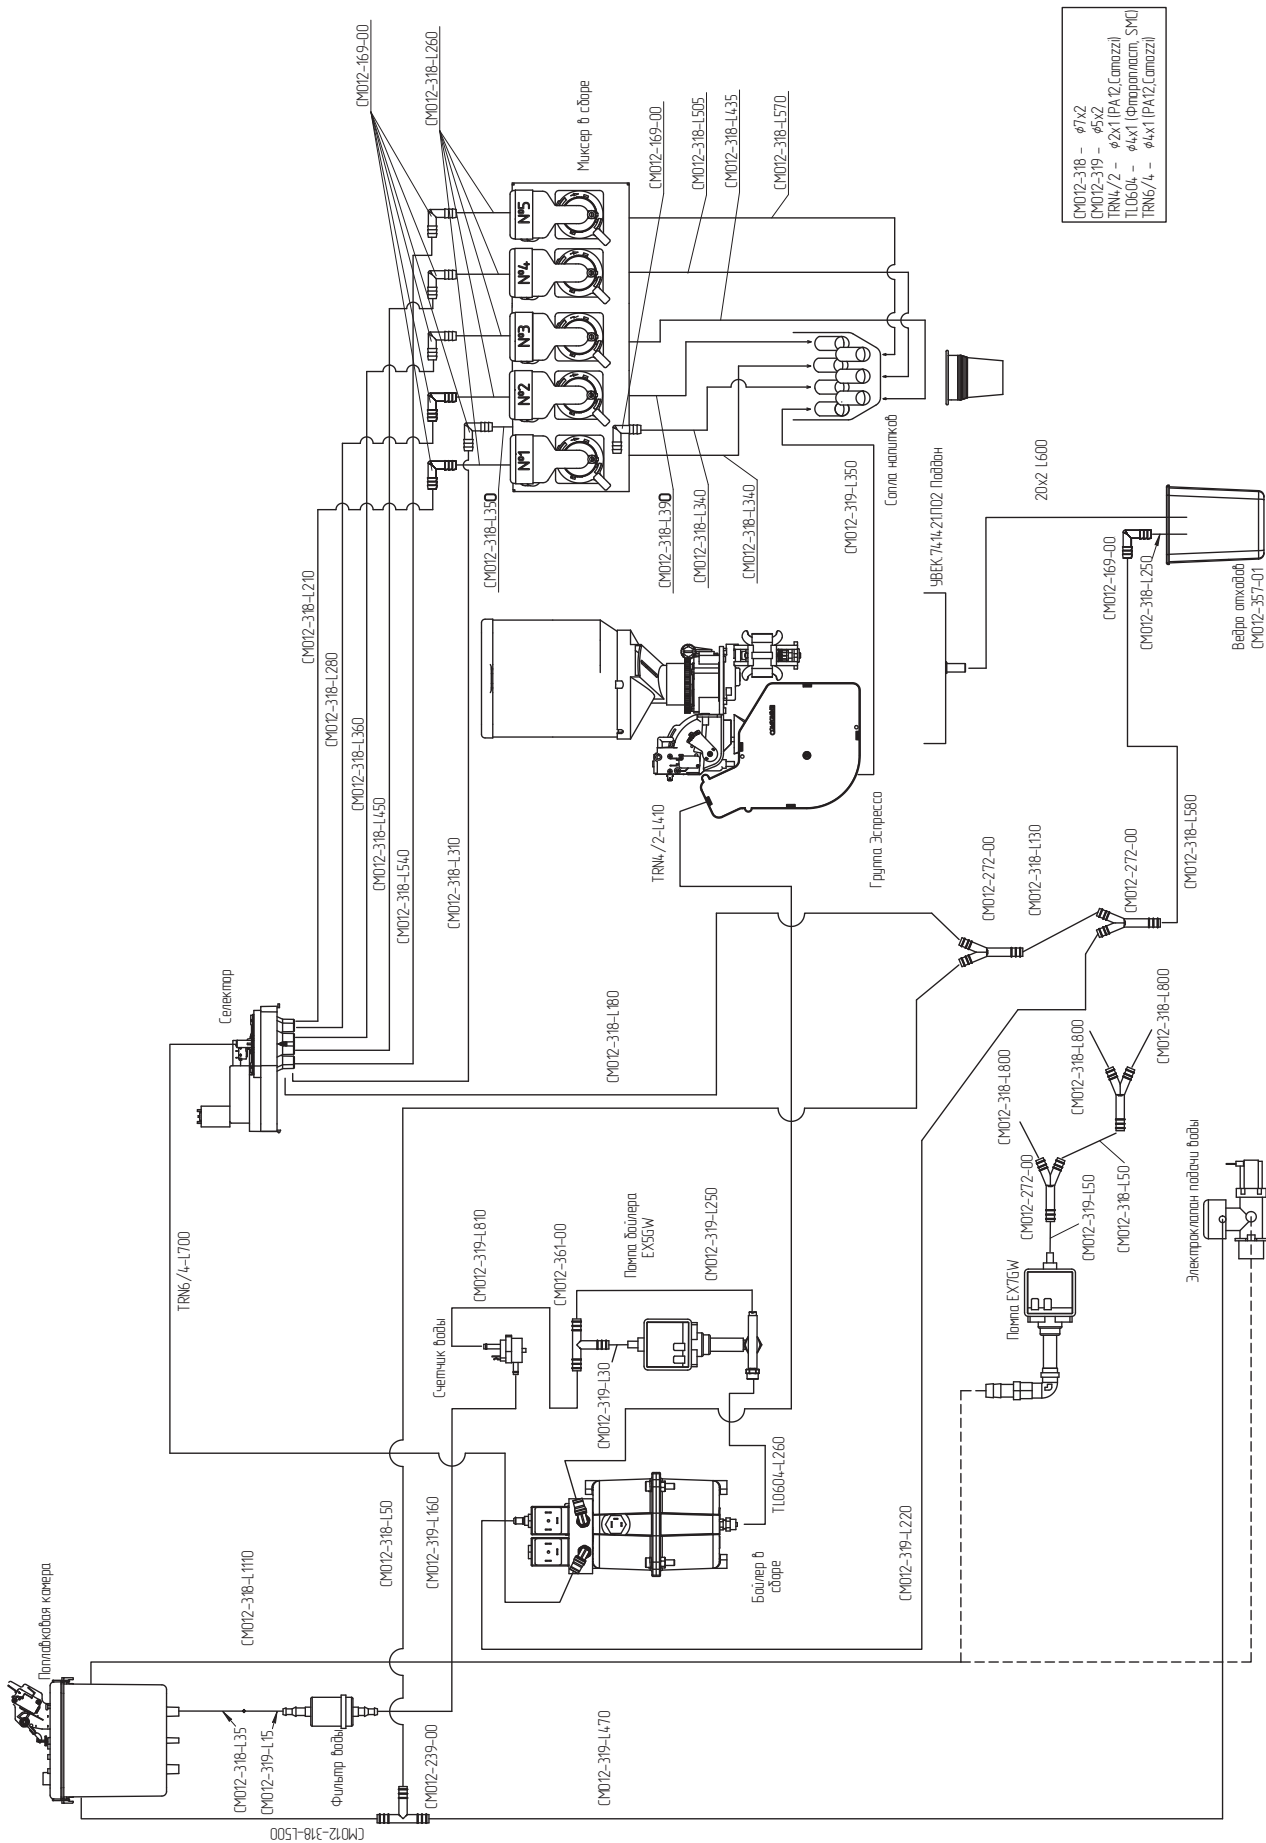 Поплавковая камера
СМ012-318-L1110
СМ012-318-L35
СМ012-319-L15
Фильтр воды
СМ012-318-L500
СМ012-239-00
СМ012-318-L50
СМ012-319-L160
СМ012-319-L470
TRN6/4-L700
Селектор
Счетчик воды
СМ012-319-L810
СМ012-361-00
СМ012-319-L30
Помпа бойлера
EX5GW
СМ012-319-L250
TL0604-L260
Бойлер в
сборе
СМ012-319-L220
СМ012-318-L180
СМ012-318-L210
СМ012-318-L280
СМ012-318-L360
СМ012-318-L450
СМ012-318-L540
СМ012-318-L310
СМ012-169-00
СМ012-318-L260
№1
№2
№3
№4
№5
Миксер в сборе
СМ012-318-L350
СМ012-169-00
СМ012-318-L505
СМ012-318-L435
СМ012-318-L570
СМ012-318-L390
СМ012-318-L340
СМ012-318-L340
СМ012-319-L350
Сопла напитков
TRN4/2-L410
Группа Эспрессо
УВЕК.741421.П02 Поддон
20x2 L600
СМ012-169-00
СМ012-318-L250
Ведро отходов
СМ012-357-01
СМ012-272-00
СМ012-318-L130
СМ012-272-00
СМ012-318-L580
СМ012-318-L800
СМ012-318-L800
СМ012-318-L800
СМ012-272-00
СМ012-319-L50
СМ012-318-L50
Помпа EX7GW
Электроклапан подачи воды
СМ012-318 - ⌀7x2
СМ012-319 - ⌀5x2
TRN4/2 - ⌀2x1 (PA12,Camozzi)
TL0604 - ⌀4x1 (Фторопласт, SMC)
TRN6/4 - ⌀4x1 (PA12,Camozzi)